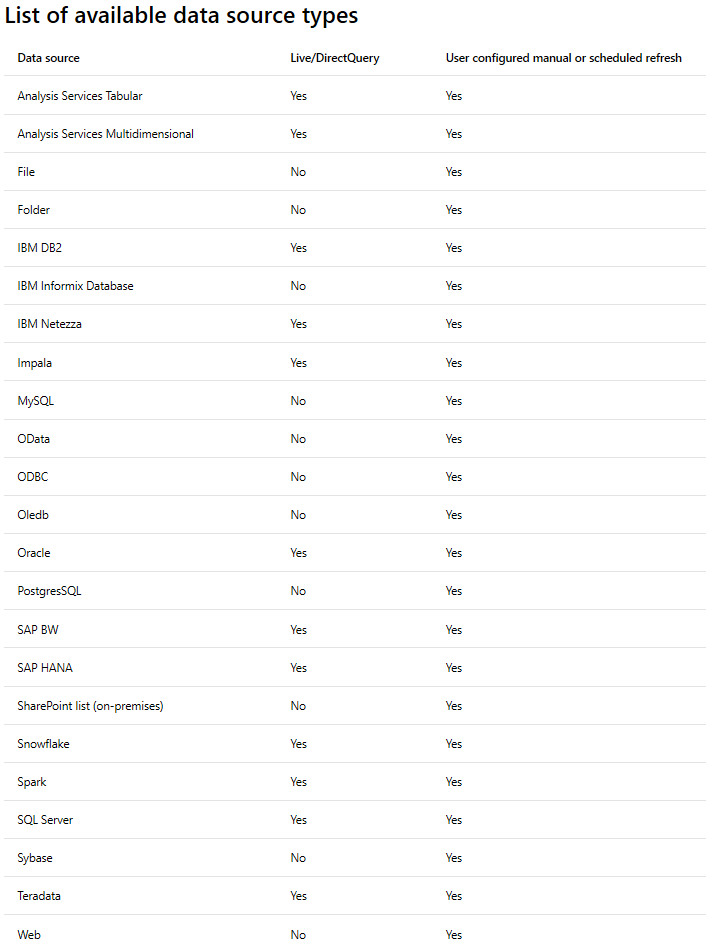 List of available data source types
Data source Live/DirectQuery User configured manual or scheduled refresh
Analysis Services Tabular Yes Yes
Analysis Services Multidimensional Yes Yes
File No Yes
Folder No Yes
IBM DB2 Yes Yes
IBM Informix Database No Yes
IBM Netezza Yes Yes
Impala Yes Yes
MySQL No Yes
OData No Yes
ODBC No Yes
Oledb No Yes
Oracle Yes Yes
PostgresSQL No Yes
SAP BW Yes Yes
SAP HANA Yes Yes
SharePoint list (on-premises) No Yes
Snowflake Yes Yes
Spark Yes Yes
SQL Server Yes Yes
Sybase No Yes
Teradata Yes Yes
Web No Yes